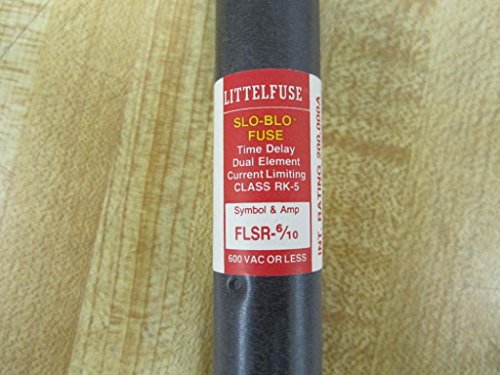 LITTELFUSE
SLO-BLO
FUSE
Time Delay
Dual Element
Current Limiting
CLASS RK-5
Symbol & Amp
FLSR-6/10
600 VAC OR LESS
INT. RATING 200,000A